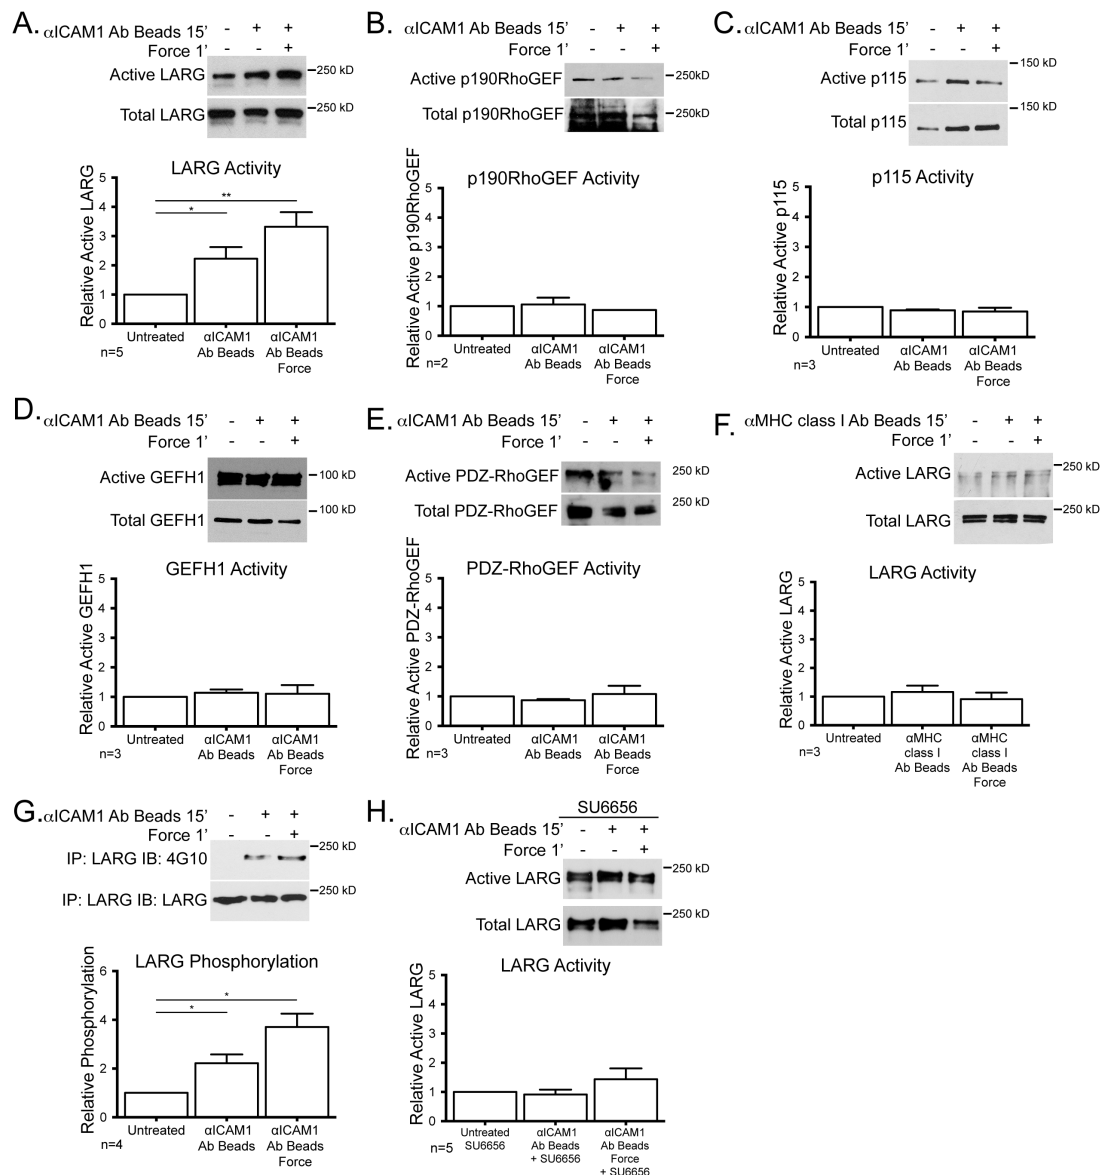 A.
αICAM1 Ab Beads 15’ - + +
Force 1’ - - +
Active LARG
250 kD
Total LARG
250 kD
LARG Activity
Relative Active LARG
5
4
3
2
1
0
*
**
Untreated
αICAM1
Ab Beads
αICAM1
Ab Beads
Force
n=5
B.
αICAM1 Ab Beads 15’ - + +
Force 1’ - - +
Active p190RhoGEF
250kD
Total p190RhoGEF
250kD
p190RhoGEF Activity
Relative Active p190RhoGEF
5
4
3
2
1
0
Untreated
αICAM1
Ab Beads
αICAM1
Ab Beads
Force
n=2
C.
αICAM1 Ab Beads 15’ - + +
Force 1’ - - +
150 kD
Active p115
150 kD
Total p115
p115 Activity
Relative Active p115
5
4
3
2
1
0
Untreated
αICAM1
Ab Beads
αICAM1
Ab Beads
Force
n=3
D.
αICAM1 Ab Beads 15’ - + +
Force 1’ - - +
Active GEFH1
100 kD
Total GEFH1
100 kD
GEFH1 Activity
Relative Active GEFH1
5
4
3
2
1
0
Untreated
αICAM1
Ab Beads
αICAM1
Ab Beads
Force
n=3
E.
αICAM1 Ab Beads 15’ - + +
Force 1’ - - +
Active PDZ-RhoGEF
250 kD
Total PDZ-RhoGEF
250 kD
PDZ-RhoGEF Activity
Relative Active PDZ-RhoGEF
5
4
3
2
1
0
Untreated
αICAM1
Ab Beads
αICAM1
Ab Beads
Force
n=3
F.
αMHC class I Ab Beads 15’ - + +
Force 1’ - - +
Active LARG
250 kD
Total LARG
250 kD
LARG Activity
Relative Active LARG
5
4
3
2
1
0
Untreated
αMHC
class I
Ab Beads
αMHC
class I
Ab Beads
Force
n=3
G.
αICAM1 Ab Beads 15’ - + +
Force 1’ - - +
IP: LARG IB: 4G10
250 kD
IP: LARG IB: LARG
250 kD
LARG Phosphorylation
Relative Phosphorylation
6
4
2
0
*
*
Untreated
αICAM1
Ab Beads
αICAM1
Ab Beads
Force
n=4
H.
SU6656
αICAM1 Ab Beads 15’ - + +
Force 1’ - - +
Active LARG
250 kD
Total LARG
250 kD
LARG Activity
Relative Active LARG
5
4
3
2
1
0
Untreated
SU6656
αICAM1
Ab Beads
+ SU6656
αICAM1
Ab Beads
Force
+ SU6656
n=5